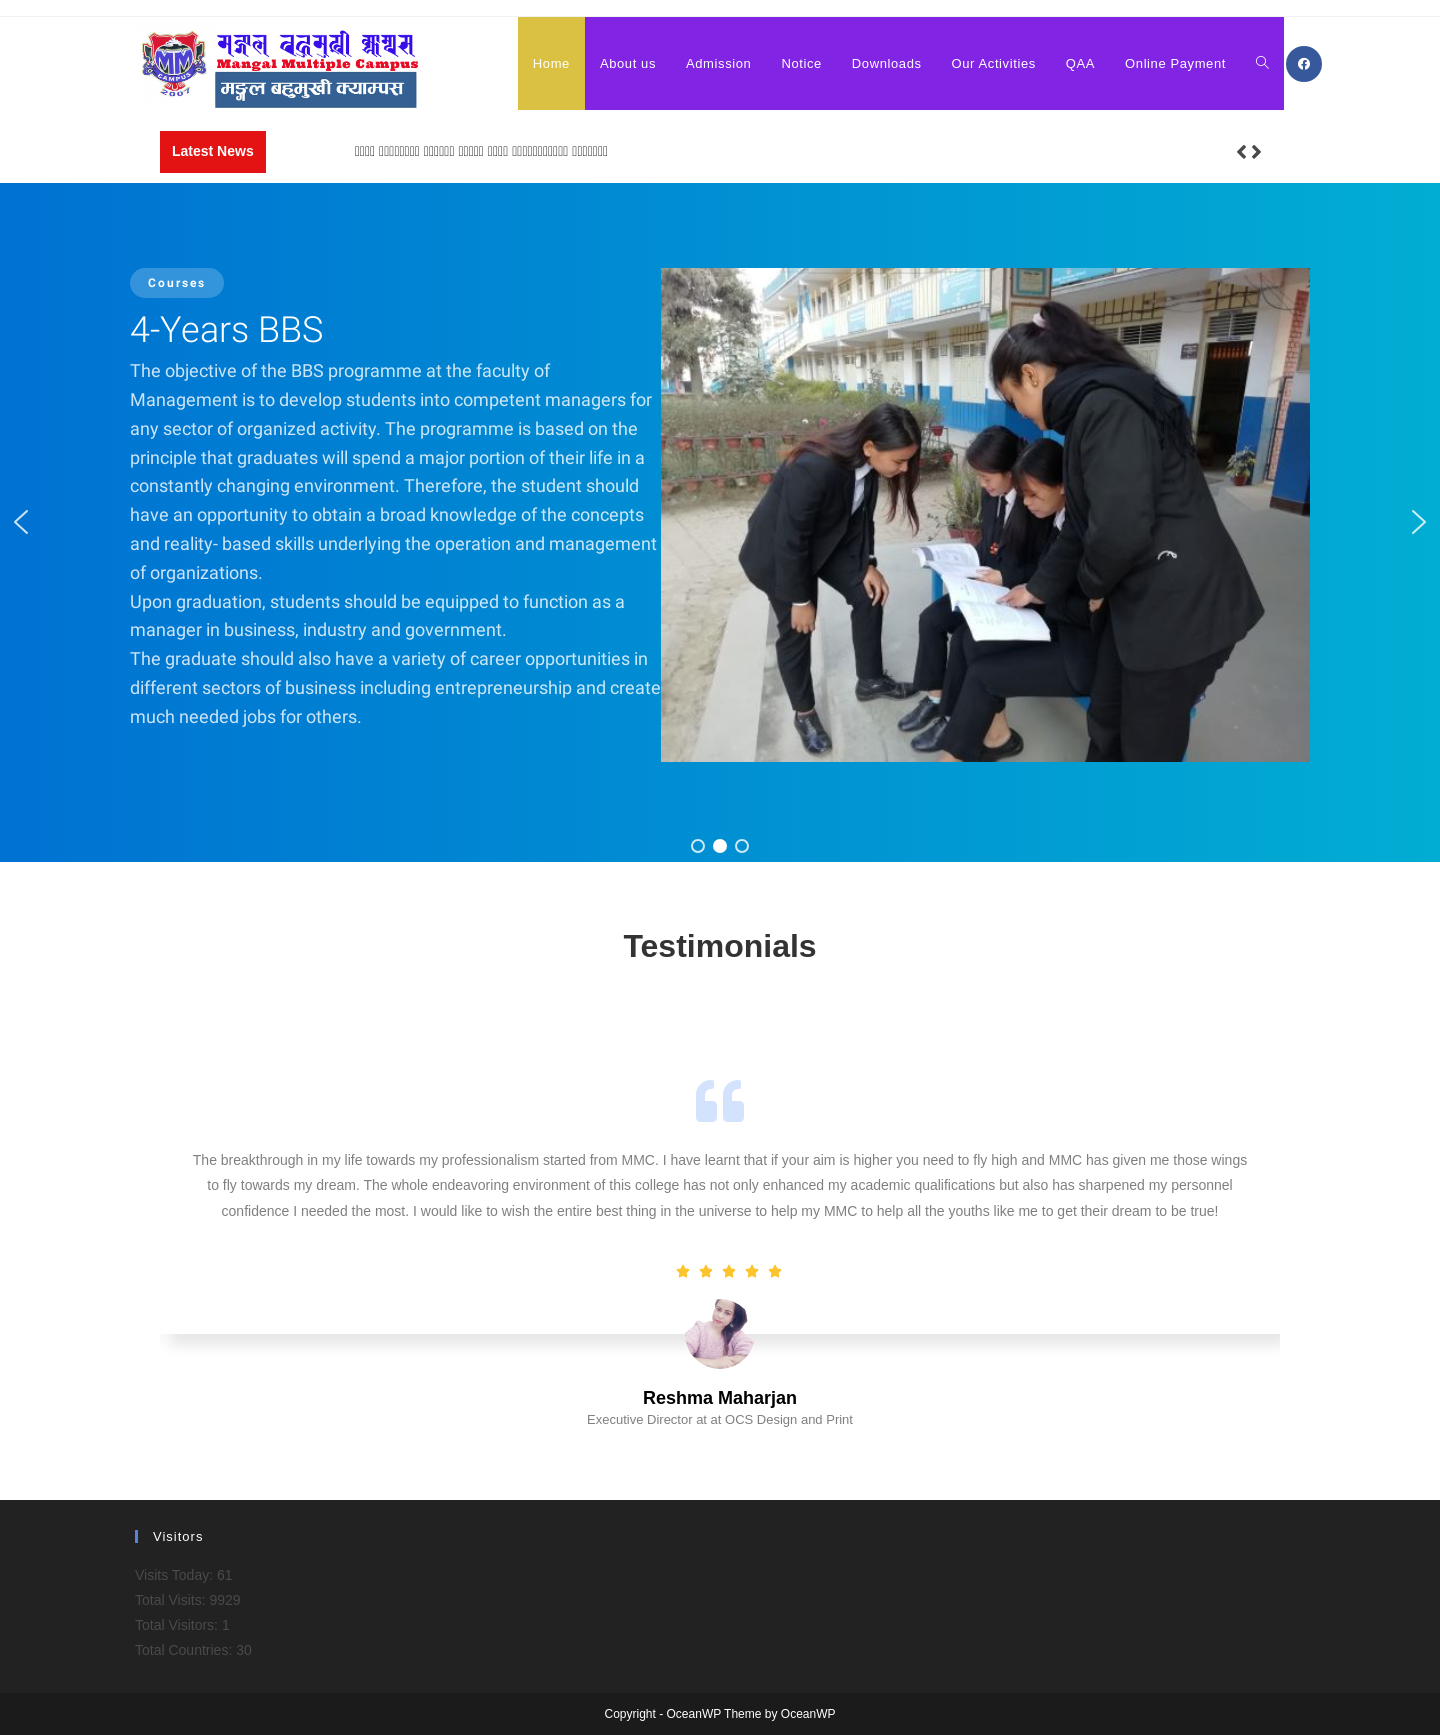 Mangal Multiple Campus
मङ्गल बहुमुखी क्याम्पस
MM
CAMPUS
2007
Home
About us
Admission
Notice
Downloads
Our Activities
QAA
Online Payment
Latest News
Courses
4-Years BBS
The objective of the BBS programme at the faculty of
Management is to develop students into competent managers for
any sector of organized activity. The programme is based on the
principle that graduates will spend a major portion of their life in a
constantly changing environment. Therefore, the student should
have an opportunity to obtain a broad knowledge of the concepts
and reality- based skills underlying the operation and management
of organizations.
Upon graduation, students should be equipped to function as a
manager in business, industry and government.
The graduate should also have a variety of career opportunities in
different sectors of business including entrepreneurship and create
much needed jobs for others.
Testimonials
The breakthrough in my life towards my professionalism started from MMC. I have learnt that if your aim is higher you need to fly high and MMC has given me those wings
to fly towards my dream. The whole endeavoring environment of this college has not only enhanced my academic qualifications but also has sharpened my personnel
confidence I needed the most. I would like to wish the entire best thing in the universe to help my MMC to help all the youths like me to get their dream to be true!
Reshma Maharjan
Executive Director at at OCS Design and Print
Visitors
Visits Today: 61
Total Visits: 9929
Total Visitors: 1
Total Countries: 30
Copyright - OceanWP Theme by OceanWP